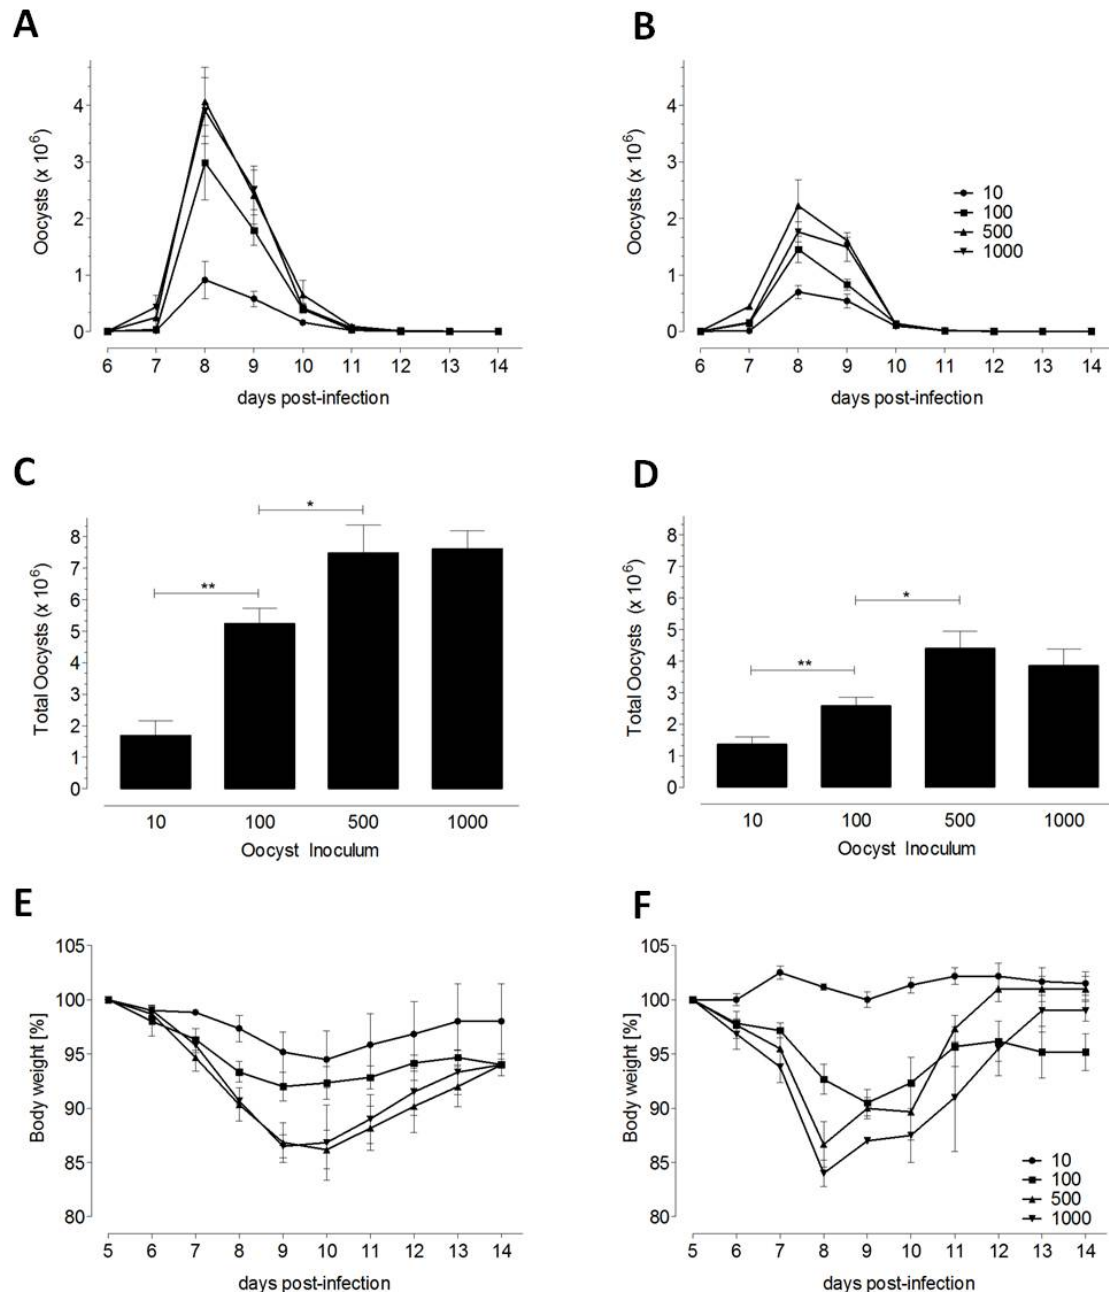 A
Oocysts (x 10⁶)
4
3
2
1
0
6 7 8 9 10 11 12 13 14
days post-infection
B
Oocysts (x 10⁶)
4
3
2
1
0
10
100
500
1000
6 7 8 9 10 11 12 13 14
days post-infection
C
Total Oocysts (x 10⁶)
8
7
6
5
4
3
2
1
0
**
*
10 100 500 1000
Oocyst Inoculum
D
Total Oocysts (x 10⁶)
8
7
6
5
4
3
2
1
0
**
*
10 100 500 1000
Oocyst Inoculum
E
Body weight [%]
105
100
95
90
85
80
5 6 7 8 9 10 11 12 13 14
days post-infection
F
Body weight [%]
105
100
95
90
85
80
10
100
500
1000
5 6 7 8 9 10 11 12 13 14
days post-infection